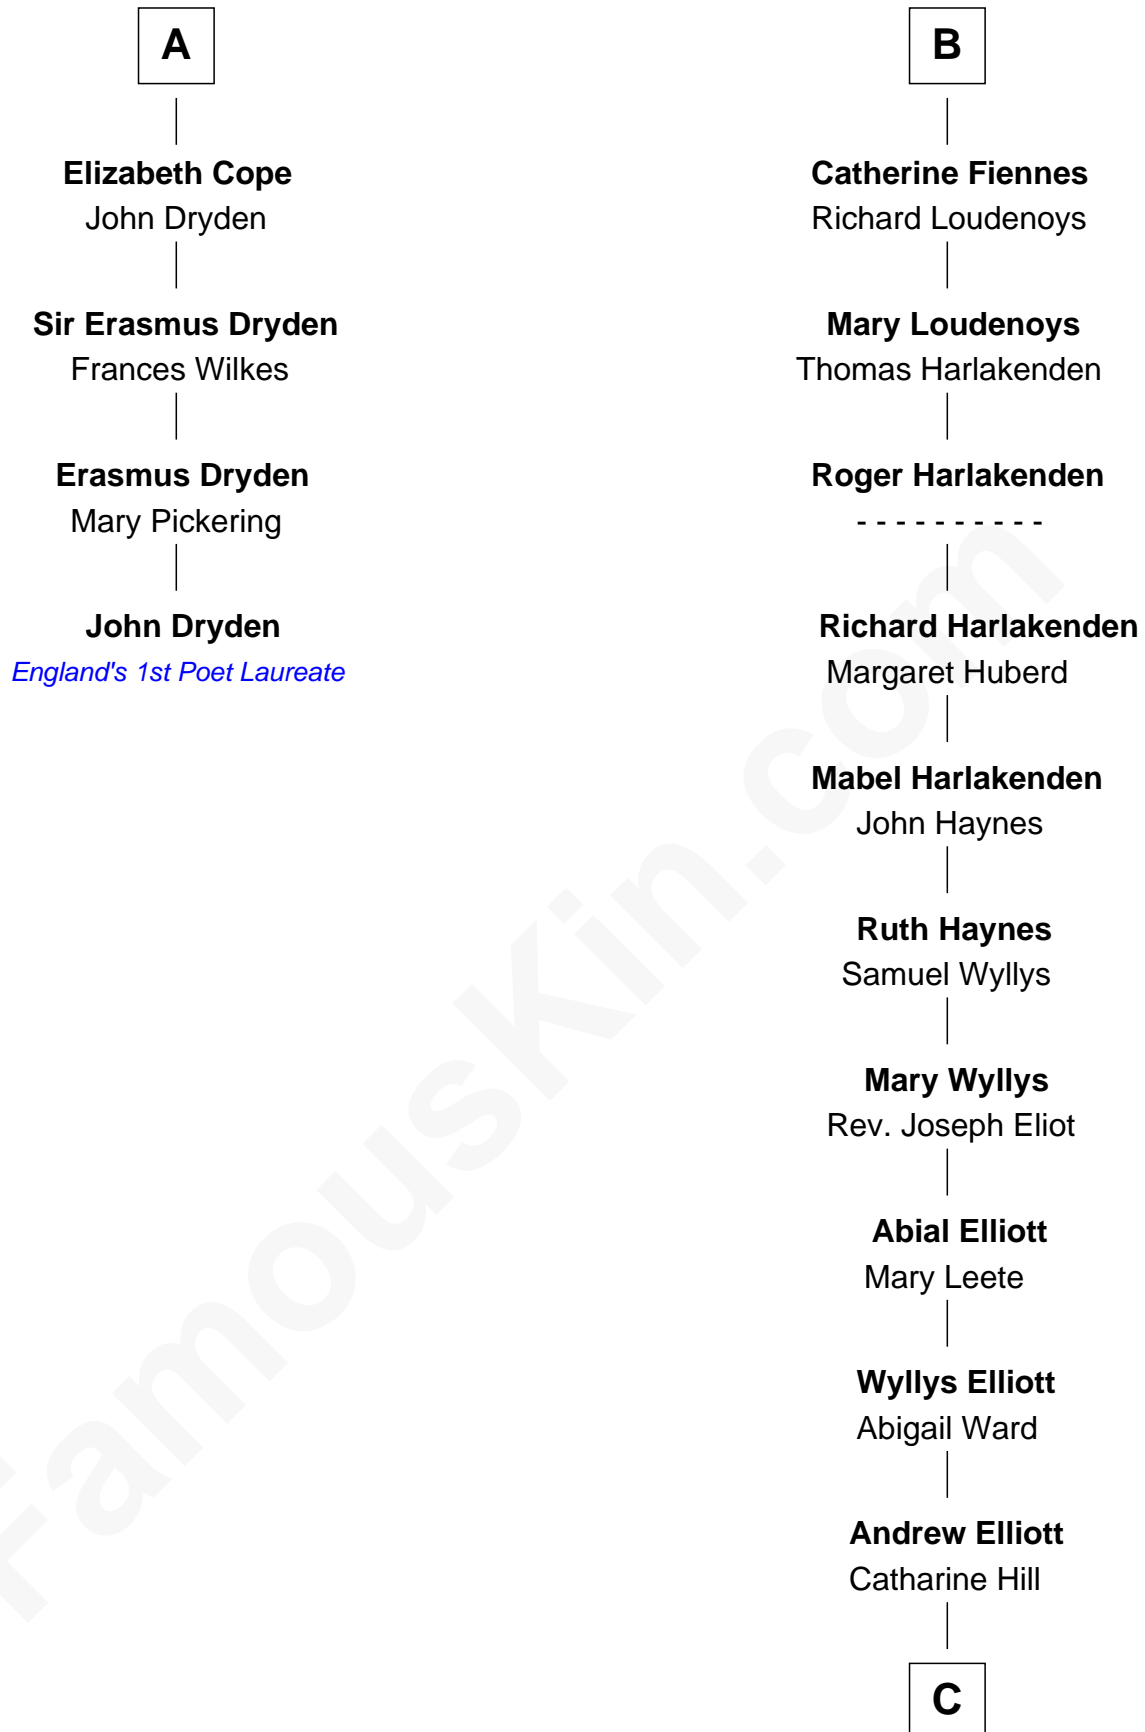 A
Elizabeth Cope
John Dryden
Sir Erasmus Dryden
Frances Wilkes
Erasmus Dryden
Mary Pickering
John Dryden
England's 1st Poet Laureate
B
Catherine Fiennes
Richard Loudenoys
Mary Loudenoys
Thomas Harlakenden
Roger Harlakenden
- - - - - - - - - -
Richard Harlakenden
Margaret Huberd
Mabel Harlakenden
John Haynes
Ruth Haynes
Samuel Wyllys
Mary Wyllys
Rev. Joseph Eliot
Abial Elliott
Mary Leete
Wyllys Elliott
Abigail Ward
Andrew Elliott
Catharine Hill
C
FamousKin.com